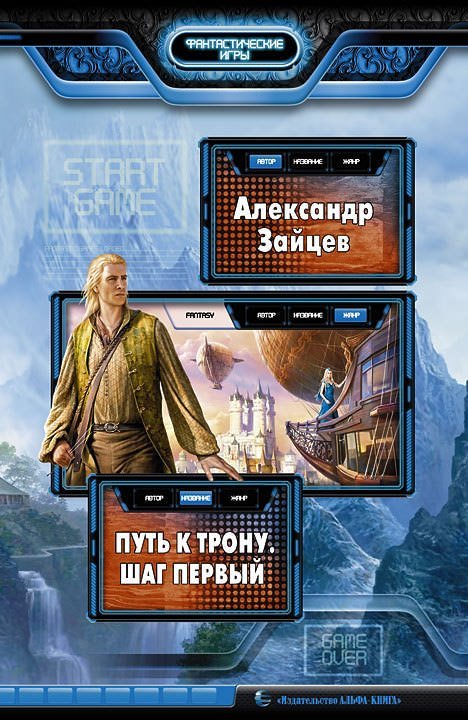 ФАНТАСТИЧЕСКИЕ
ИГРЫ
START
GAME
АВТОР НАЗВАНИЕ ЖАНР
Александр
Зайцев
FANTASY
АВТОР НАЗВАНИЕ ЖАНР
АВТОР НАЗВАНИЕ ЖАНР
ПУТЬ К ТРОНУ.
ШАГ ПЕРВЫЙ
GAME
OVER
«Издательство АЛЬФА-КНИГА»